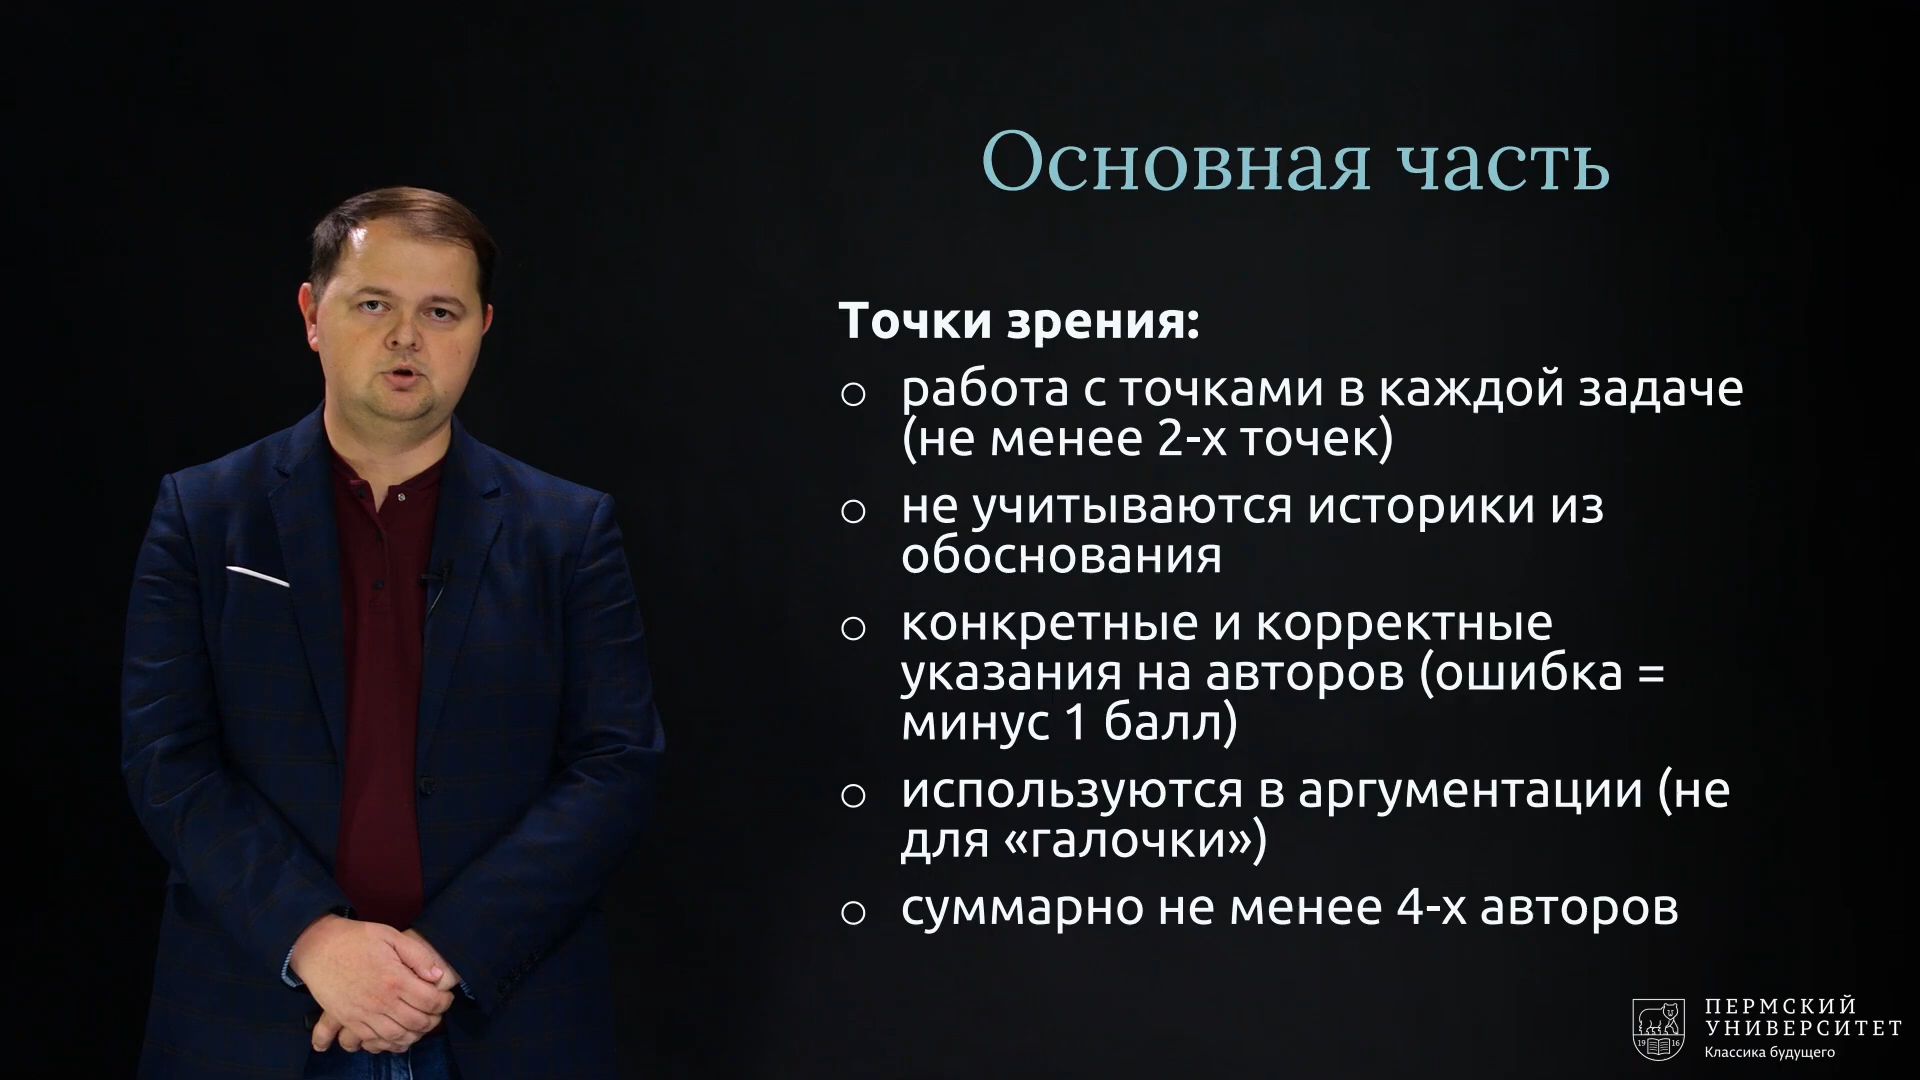 Основная часть
Точки зрения:
работа с точками в каждой задаче
(не менее 2-х точек)
не учитываются историки из
обоснования
конкретные и корректные
указания на авторов (ошибка =
минус 1 балл)
используются в аргументации (не
для «галочки»)
суммарно не менее 4-х авторов
19 16
ПЕРМСКИЙ
УНИВЕРСИТЕТ
Классика будущего